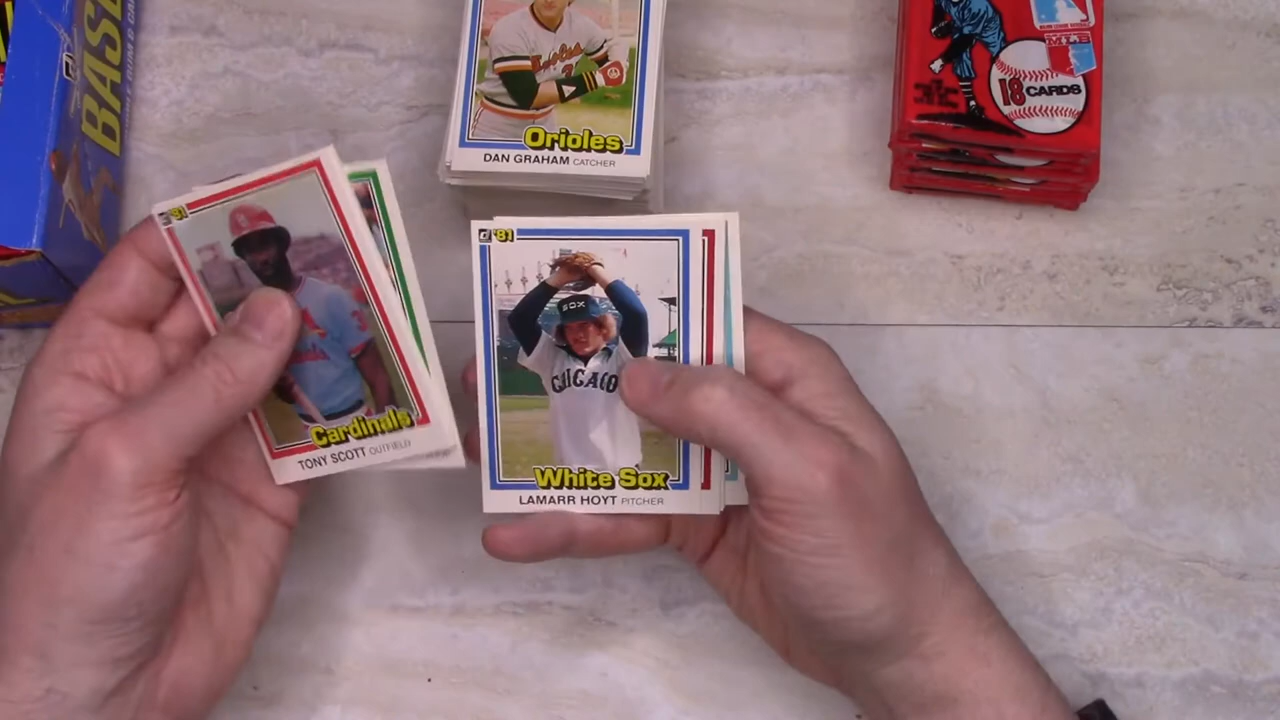 BASE
Orioles
DAN GRAHAM CATCHER
MLB
18 CARDS
'81
Cardinals
TONY SCOTT OUTFIELD
'81
SOX
CHICAGO
White Sox
LAMARR HOYT PITCHER